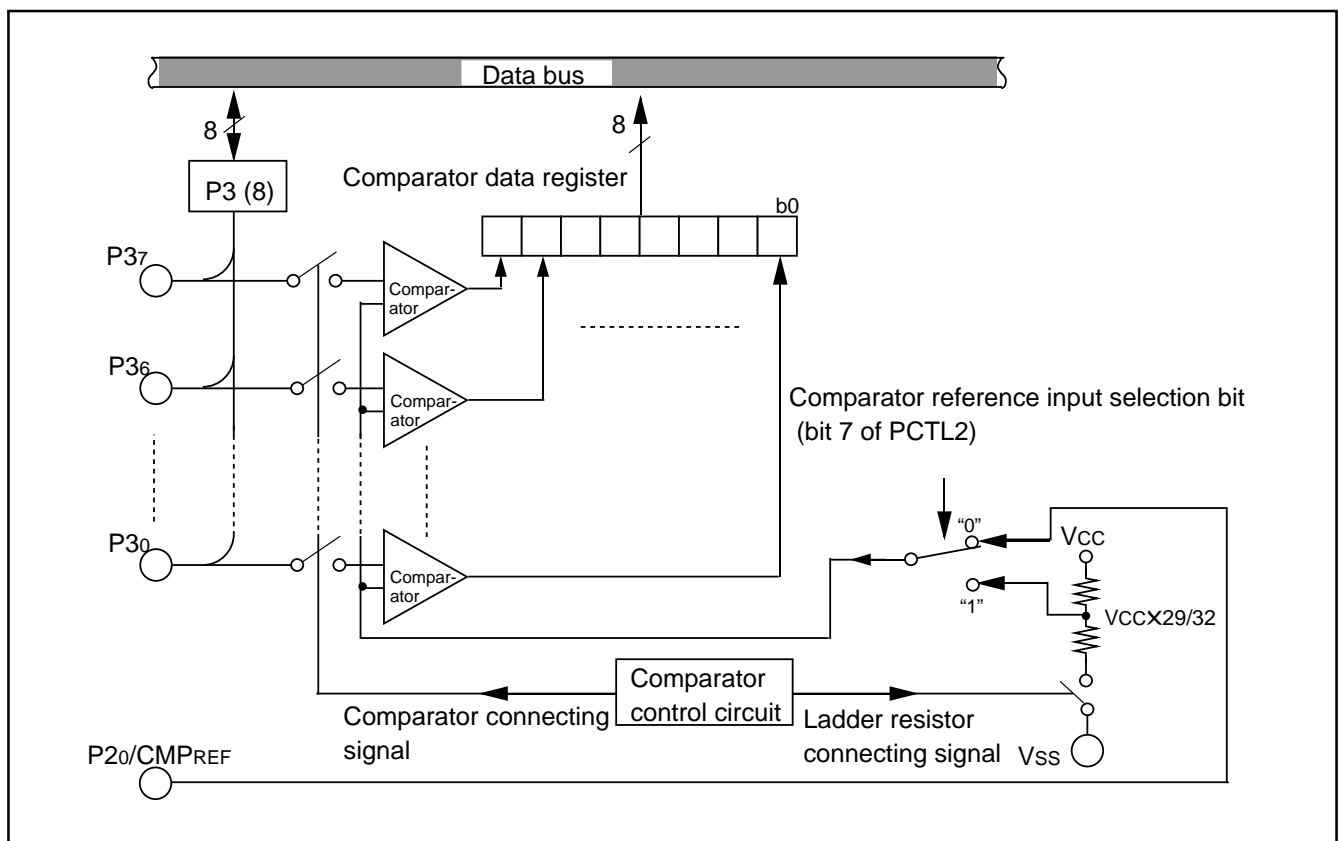 Data bus
8
8
P3 (8)
Comparator data register
b0
P37
Compar-
ator
P36
Compar-
ator
Comparator reference input selection bit
(bit 7 of PCTL2)
P30
Compar-
ator
“0”
VCC
“1”
VCC×29/32
Comparator
control circuit
Comparator connecting
signal
Ladder resistor
connecting signal
VSS
P20/CMPREF